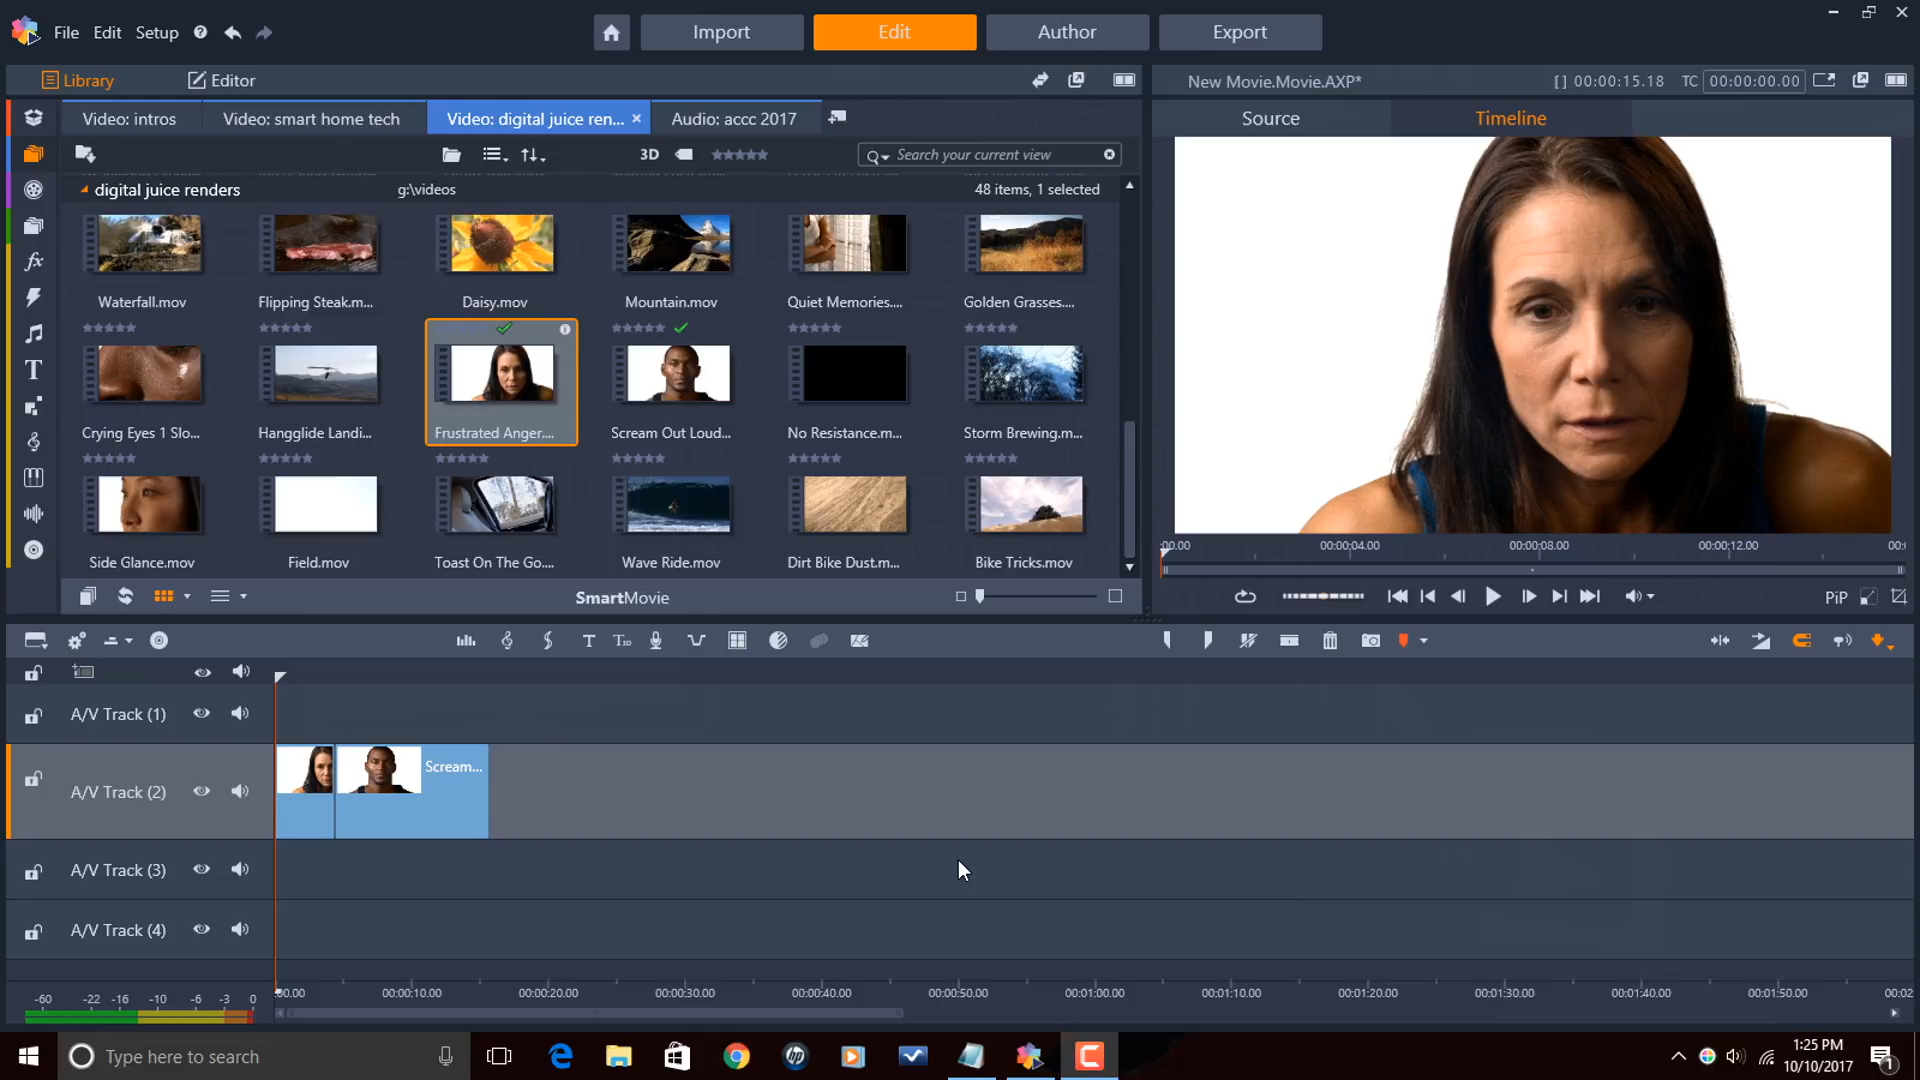 File Edit Setup
Import Edit Author Export
Library Editor
New Movie.Movie.AXP* [ ] 00:00:15.18 TC 00:00:00.00
Video: intros Video: smart home tech Video: digital juice ren... Audio: accc 2017
Source Timeline
3D Search your current view
digital juice renders g:\videos 48 items, 1 selected
Waterfall.mov Flipping Steak.m... Daisy.mov Mountain.mov Quiet Memories.... Golden Grasses....
Crying Eyes 1 Slo... Hangglide Landi... Frustrated Anger.... Scream Out Loud... No Resistance.m... Storm Brewing.m...
Side Glance.mov Field.mov Toast On The Go.... Wave Ride.mov Dirt Bike Dust.m... Bike Tricks.mov
:00.00 00:00:04.00 00:00:08.00 00:00:12.00 00:
SmartMovie
PiP
A/V Track (1)
A/V Track (2) Scream...
A/V Track (3)
A/V Track (4)
:00.00 00:00:10.00 00:00:20.00 00:00:30.00 00:00:40.00 00:00:50.00 00:01:00.00 00:01:10.00 00:01:20.00 00:01:30.00 00:01:40.00 00:01:50.00 00:02
-60 -22 -16 -10 -6 -3 0
Type here to search
1:25 PM
10/10/2017
1